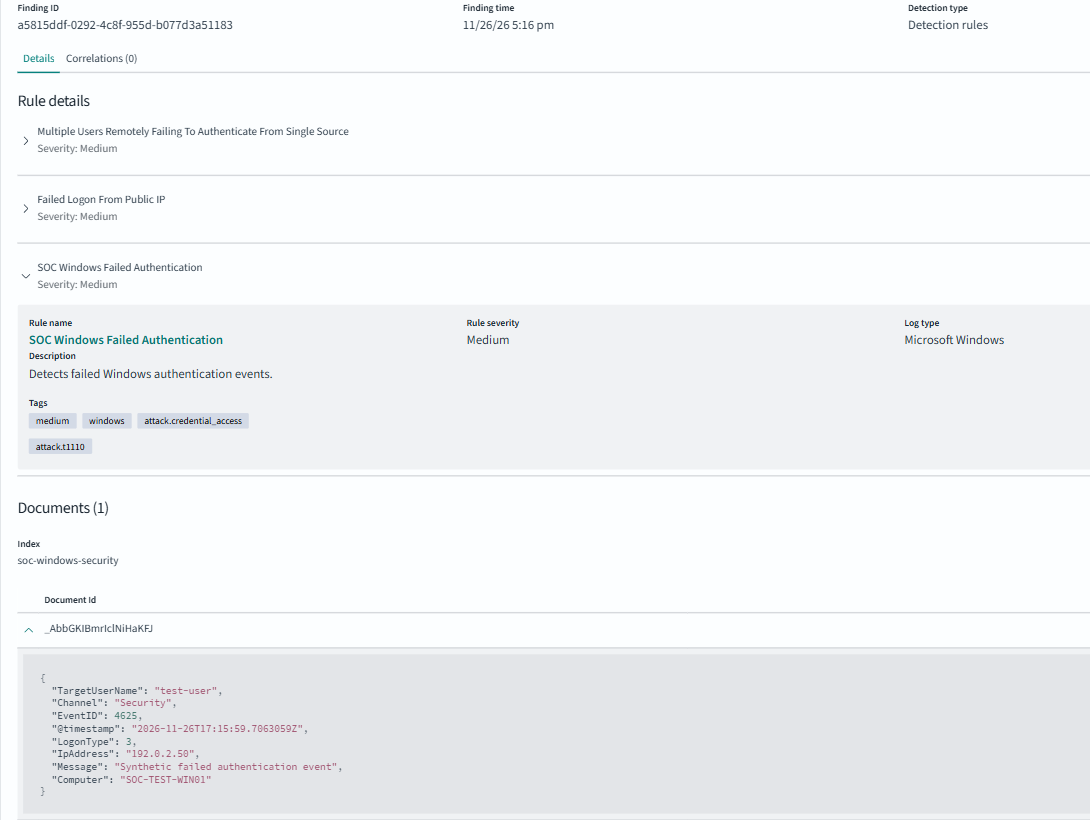 Finding ID
Finding time
Detection type
a5815ddf-0292-4c8f-955d-b077d3a51183
11/26/26 5:16 pm
Detection rules
Details
Correlations (0)
Rule details
Multiple Users Remotely Failing To Authenticate From Single Source
Severity: Medium
Failed Logon From Public IP
Severity: Medium
SOC Windows Failed Authentication
Severity: Medium
Rule name
Rule severity
Log type
SOC Windows Failed Authentication
Medium
Microsoft Windows
Description
Detects failed Windows authentication events.
Tags
medium
windows
attack.credential_access
attack.t1110
Documents (1)
Index
soc-windows-security
Document Id
_AbbGKIBmrIclNiHaKFJ
{
"TargetUserName": "test-user",
"Channel": "Security",
"EventID": 4625,
"@timestamp": "2026-11-26T17:15:59.7063059Z",
"LogonType": 3,
"IpAddress": "192.0.2.50",
"Message": "Synthetic failed authentication event",
"Computer": "SOC-TEST-WIN01"
}